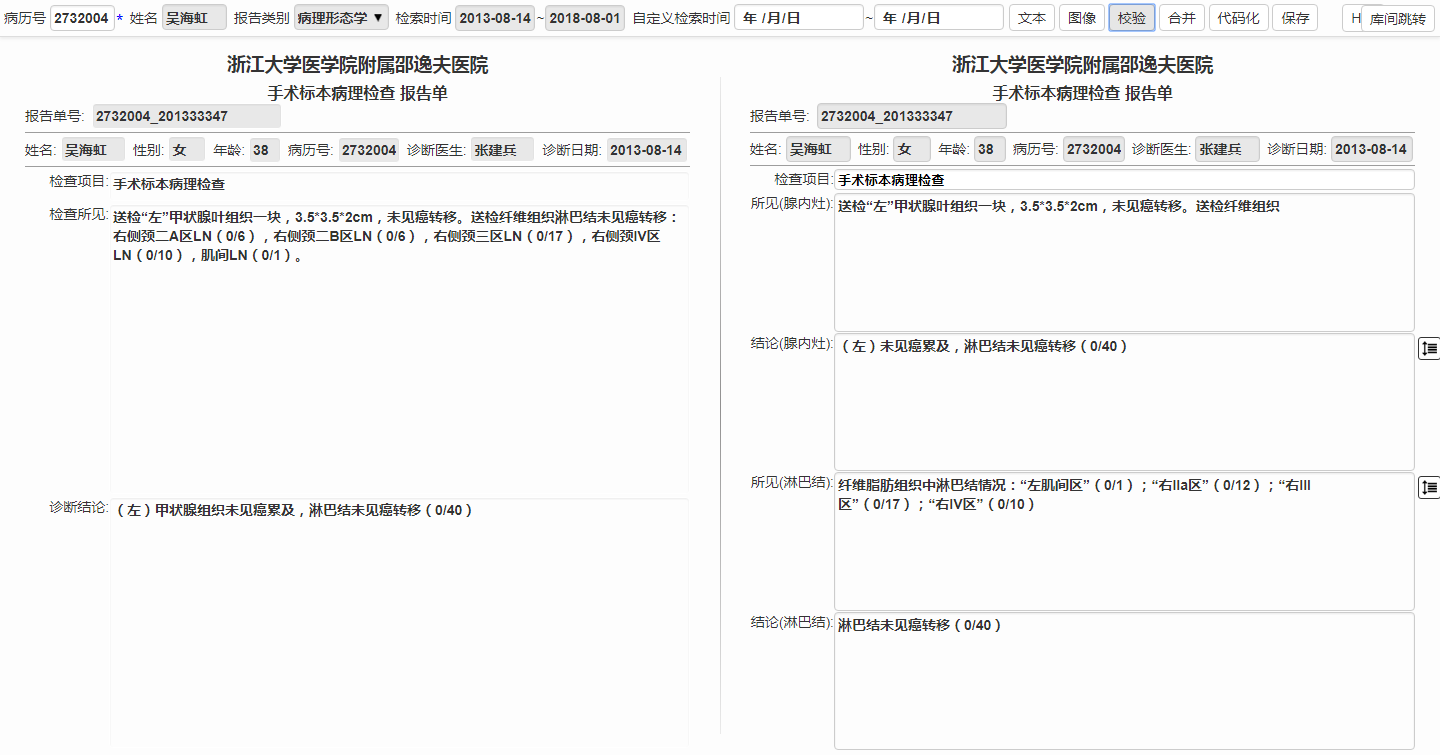 病历号 2732004 * 姓名 吴海虹 报告类别 病理形态学 ▼ 检索时间 2013-08-14 ~ 2018-08-01 自定义检索时间 年 /月/日 ~ 年 /月/日 文本 图像 校验 合并 代码化 保存 H 库间跳转
浙江大学医学院附属邵逸夫医院
手术标本病理检查 报告单
报告单号: 2732004_201333347
姓名: 吴海虹 性别: 女 年龄: 38 病历号: 2732004 诊断医生: 张建兵 诊断日期: 2013-08-14
检查项目: 手术标本病理检查
检查所见: 送检“左”甲状腺叶组织一块，3.5*3.5*2cm，未见癌转移。送检纤维组织淋巴结未见癌转移：
右侧颈二A区LN（0/6），右侧颈二B区LN（0/6），右侧颈三区LN（0/17），右侧颈IV区
LN（0/10），肌间LN（0/1）。
诊断结论: （左）甲状腺组织未见癌累及，淋巴结未见癌转移（0/40）
浙江大学医学院附属邵逸夫医院
手术标本病理检查 报告单
报告单号: 2732004_201333347
姓名: 吴海虹 性别: 女 年龄: 38 病历号: 2732004 诊断医生: 张建兵 诊断日期: 2013-08-14
检查项目: 手术标本病理检查
所见(腺内灶): 送检“左”甲状腺叶组织一块，3.5*3.5*2cm，未见癌转移。送检纤维组织
结论(腺内灶): （左）未见癌累及，淋巴结未见癌转移（0/40）
所见(淋巴结): 纤维脂肪组织中淋巴结情况：“左肌间区”（0/1）；“右IIa区”（0/12）；“右III
区”（0/17）；“右IV区”（0/10）
结论(淋巴结): 淋巴结未见癌转移（0/40）